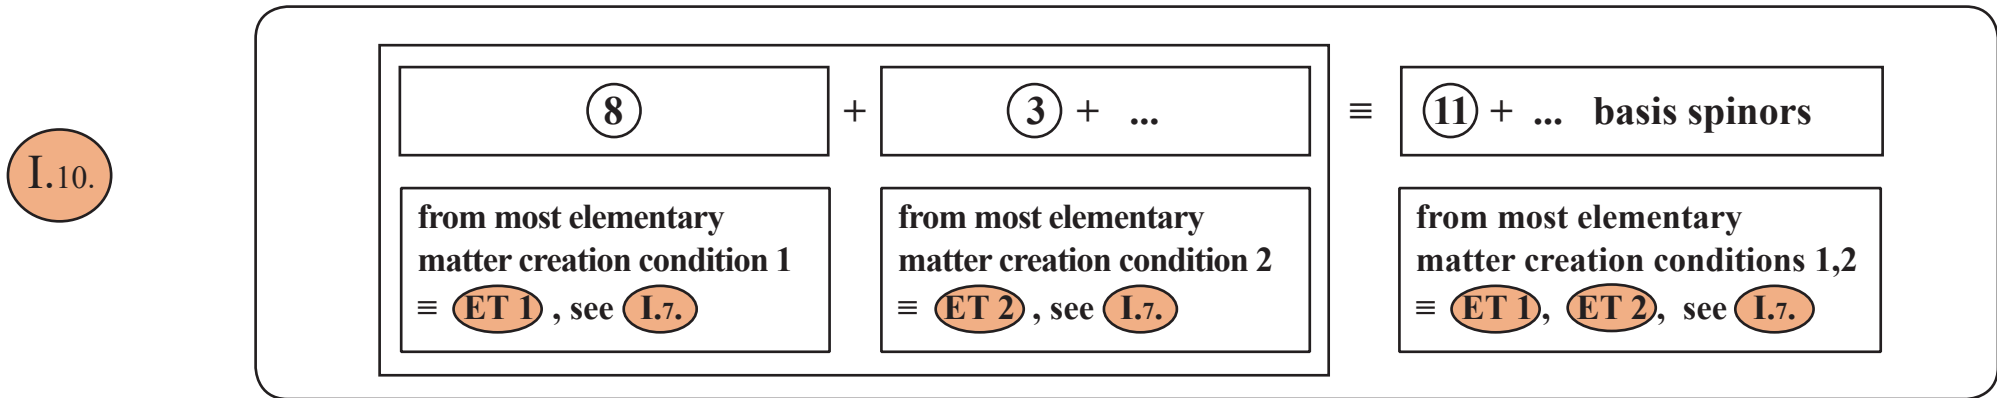 I.10.
8 + 3 + ... ≡ 11 + ... basis spinors
from most elementary
matter creation condition 1
≡ ET 1 , see I.7.
from most elementary
matter creation condition 2
≡ ET 2 , see I.7.
from most elementary
matter creation conditions 1,2
≡ ET 1, ET 2, see I.7.